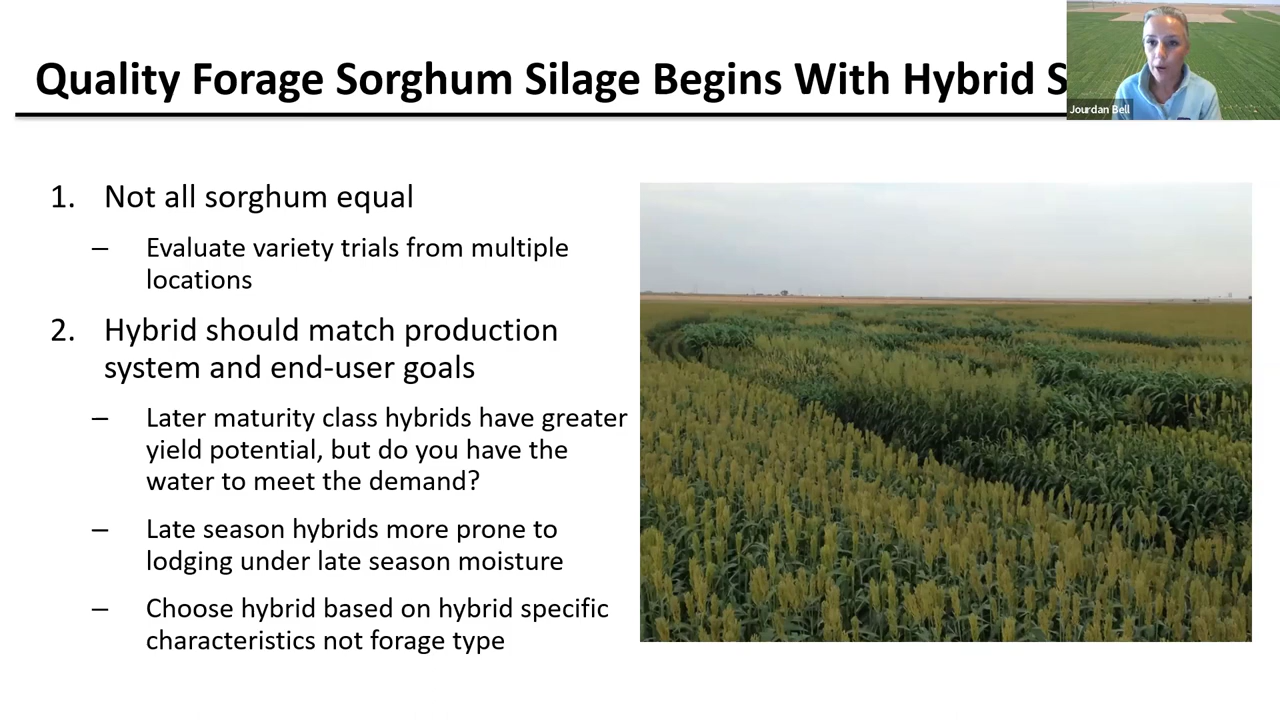 Quality Forage Sorghum Silage Begins With Hybrid S
Jourdan Bell
1. Not all sorghum equal
– Evaluate variety trials from multiple
locations
2. Hybrid should match production
system and end-user goals
– Later maturity class hybrids have greater
yield potential, but do you have the
water to meet the demand?
– Late season hybrids more prone to
lodging under late season moisture
– Choose hybrid based on hybrid specific
characteristics not forage type